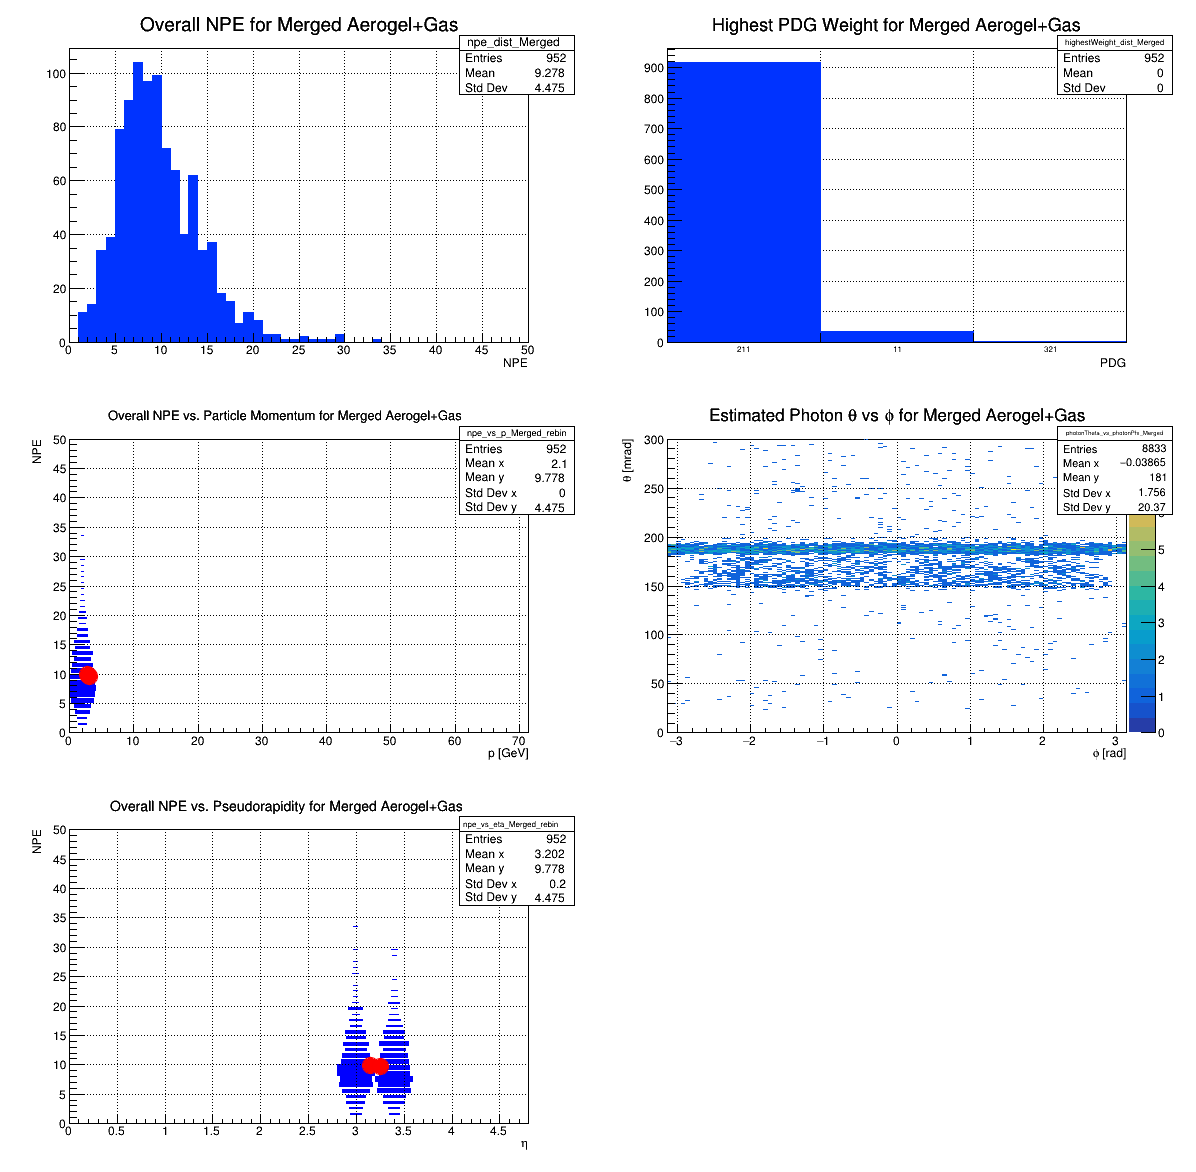 Overall NPE for Merged Aerogel+Gas
npe_dist_Merged
Entries 952
Mean 9.278
Std Dev 4.475
100
80
60
40
20
0
0 5 10 15 20 25 30 35 40 45 50
NPE
Highest PDG Weight for Merged Aerogel+Gas
highestWeight_dist_Merged
Entries 952
Mean 0
Std Dev 0
900
800
700
600
500
400
300
200
100
0
211 11 321
PDG
Overall NPE vs. Particle Momentum for Merged Aerogel+Gas
npe_vs_p_Merged_rebin
Entries 952
Mean x 2.1
Mean y 9.778
Std Dev x 0
Std Dev y 4.475
NPE
50
45
40
35
30
25
20
15
10
5
0
0 10 20 30 40 50 60 70
p [GeV]
Estimated Photon θ vs ϕ for Merged Aerogel+Gas
photonTheta_vs_photonPhi_Merged
Entries 8833
Mean x −0.03865
Mean y 181
Std Dev x 1.756
Std Dev y 20.37
θ [mrad]
300
250
200
150
100
50
0
−3 −2 −1 0 1 2 3
ϕ [rad]
5
4
3
2
1
0
Overall NPE vs. Pseudorapidity for Merged Aerogel+Gas
npe_vs_eta_Merged_rebin
Entries 952
Mean x 3.202
Mean y 9.778
Std Dev x 0.2
Std Dev y 4.475
NPE
50
45
40
35
30
25
20
15
10
5
0
0 0.5 1 1.5 2 2.5 3 3.5 4 4.5
η